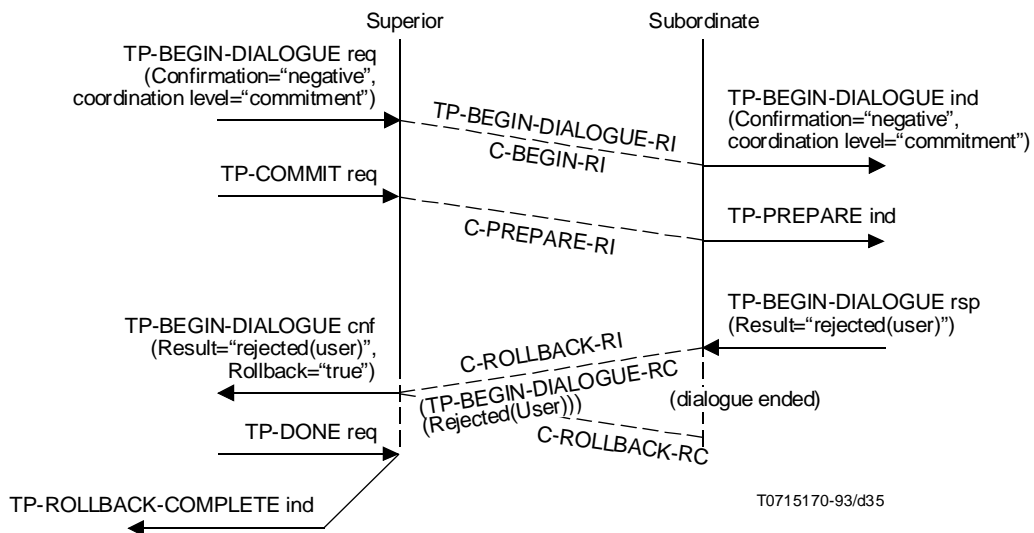 Superior
Subordinate
TP-BEGIN-DIALOGUE req
(Confirmation=“negative”,
coordination level=“commitment”)
TP-BEGIN-DIALOGUE-RI
C-BEGIN-RI
TP-BEGIN-DIALOGUE ind
(Confirmation=“negative”,
coordination level=“commitment”)
TP-COMMIT req
C-PREPARE-RI
TP-PREPARE ind
TP-BEGIN-DIALOGUE rsp
(Result=“rejected(user)”)
TP-BEGIN-DIALOGUE cnf
(Result=“rejected(user)”,
Rollback=“true”)
C-ROLLBACK-RI
(TP-BEGIN-DIALOGUE-RC
(Rejected(User)))
(dialogue ended)
C-ROLLBACK-RC
TP-DONE req
TP-ROLLBACK-COMPLETE ind
T0715170-93/d35